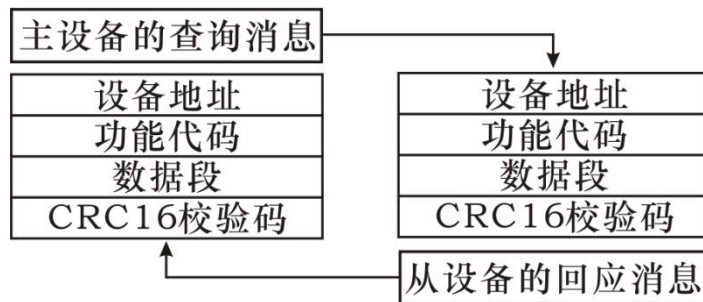 主设备的查询消息
设备地址
功能代码
数据段
CRC16校验码
设备地址
功能代码
数据段
CRC16校验码
从设备的回应消息